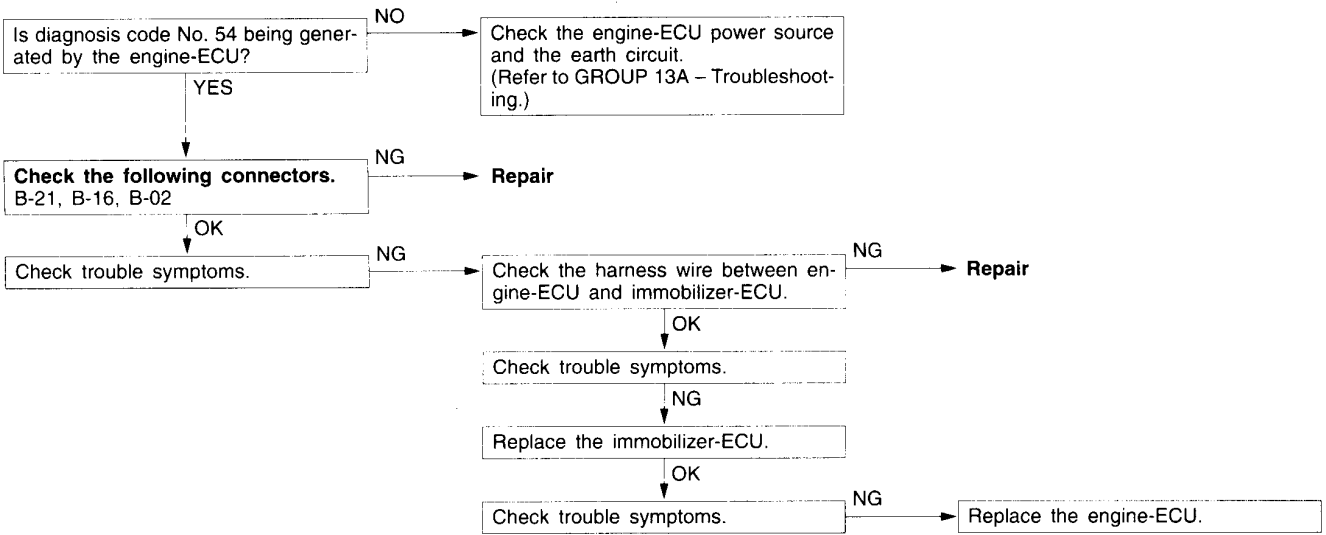 Is diagnosis code No. 54 being gener-
ated by the engine-ECU?
NO
Check the engine-ECU power source
and the earth circuit.
(Refer to GROUP 13A – Troubleshoot-
ing.)
YES
Check the following connectors.
B-21, B-16, B-02
NG
Repair
OK
Check trouble symptoms.
NG
Check the harness wire between en-
gine-ECU and immobilizer-ECU.
NG
Repair
OK
Check trouble symptoms.
NG
Replace the immobilizer-ECU.
OK
Check trouble symptoms.
NG
Replace the engine-ECU.